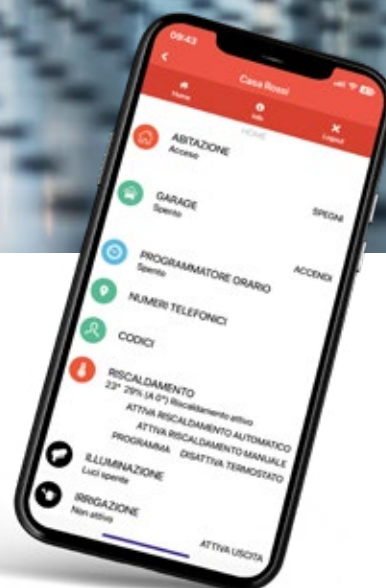 09:43
Casa Rossi
Home
Info
Logout
HOME
ABITAZIONE
Acceso
SPEGNI
GARAGE
Spento
ACCENDI
PROGRAMMATORE ORARIO
Spento
NUMERI TELEFONICI
CODICI
RISCALDAMENTO
23° 29% (A 0°) Riscaldamento attivo
ATTIVA RISCALDAMENTO AUTOMATICO
ATTIVA RISCALDAMENTO MANUALE
PROGRAMMA DISATTIVA TERMOSTATO
ILLUMINAZIONE
Luci spente
IRRIGAZIONE
Non attivo
ATTIVA USCITA